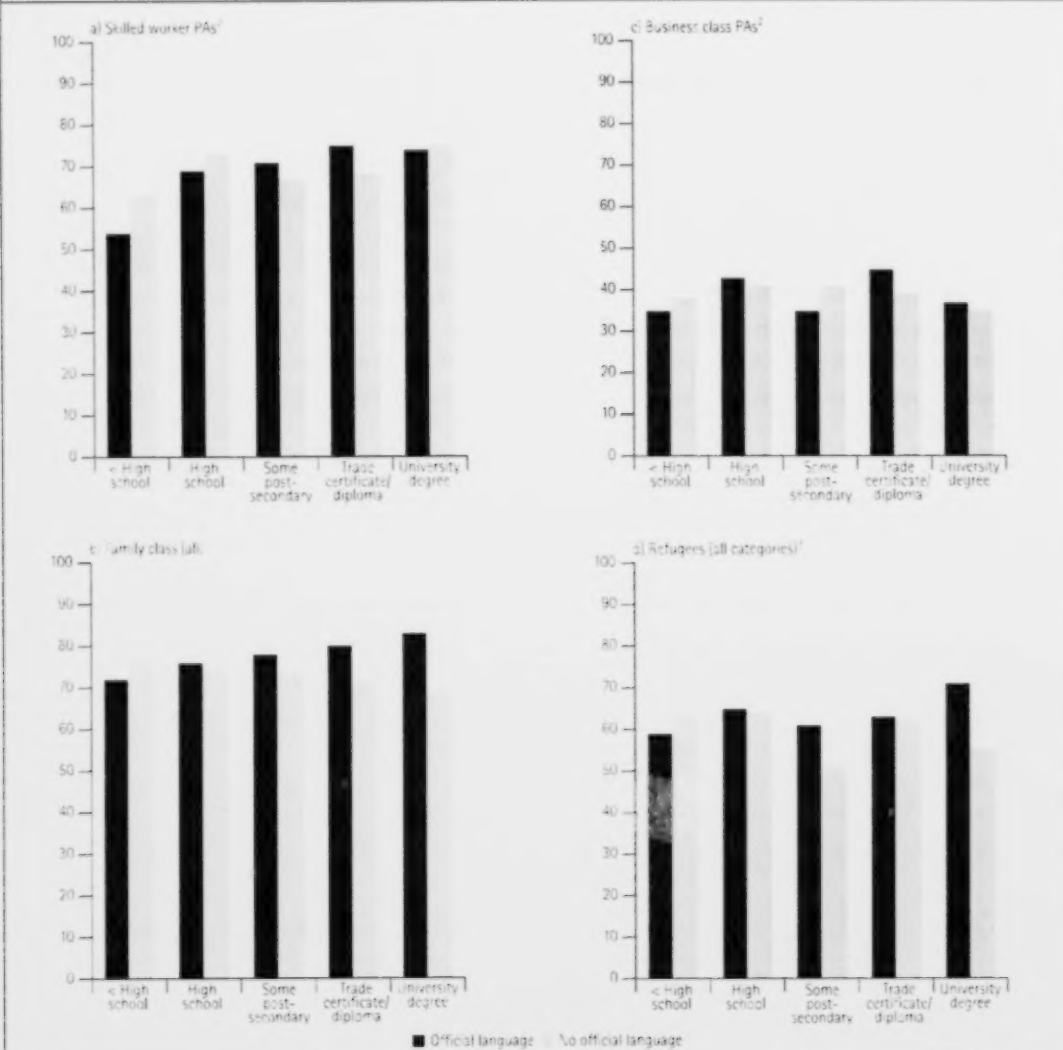 a) Skilled worker PAs
100
90
80
70
60
50
40
30
20
10
0
< High school
High school
Some post-secondary
Trade certificate/diploma
University degree
c) Business class PAs²
100
90
80
70
60
50
40
30
20
10
0
< High school
High school
Some post-secondary
Trade certificate/diploma
University degree
Family class (all)
100
90
80
70
60
50
40
30
20
10
0
< High school
High school
Some post-secondary
Trade certificate/diploma
University degree
d) Refugees (all categories)
100
90
80
70
60
50
40
30
20
10
0
< High school
High school
Some post-secondary
Trade certificate/diploma
University degree
Official language
No official language